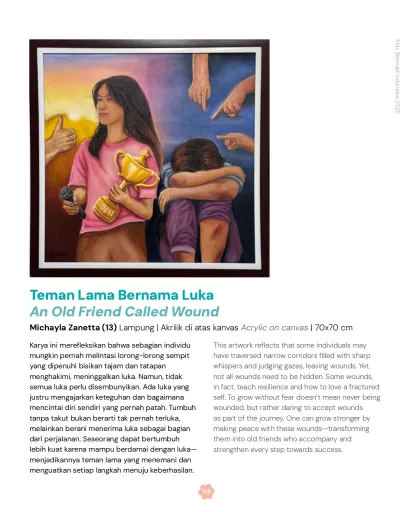 Kids Biennale Indonesia 2025
Teman Lama Bernama Luka
An Old Friend Called Wound
Michayla Zanetta (13) Lampung | Akrilik di atas kanvas Acrylic on canvas | 70x70 cm
Karya ini merefleksikan bahwa sebagian individu
mungkin pernah melintasi lorong-lorong sempit
yang dipenuhi bisikan tajam dan tatapan
menghakimi, meninggalkan luka. Namun, tidak
semua luka perlu disembunyikan. Ada luka yang
justru mengajarkan keteguhan dan bagaimana
mencintai diri sendiri yang pernah patah. Tumbuh
tanpa takut bukan berarti tak pernah terluka,
melainkan berani menerima luka sebagai bagian
dari perjalanan. Seseorang dapat bertumbuh
lebih kuat karena mampu berdamai dengan luka—
menjadikannya teman lama yang menemani dan
menguatkan setiap langkah menuju keberhasilan.
This artwork reflects that some individuals may
have traversed narrow corridors filled with sharp
whispers and judging gazes, leaving wounds. Yet,
not all wounds need to be hidden. Some wounds,
in fact, teach resilience and how to love a fractured
self. To grow without fear doesn't mean never being
wounded, but rather daring to accept wounds
as part of the journey. One can grow stronger by
making peace with these wounds—transforming
them into old friends who accompany and
strengthen every step towards success.